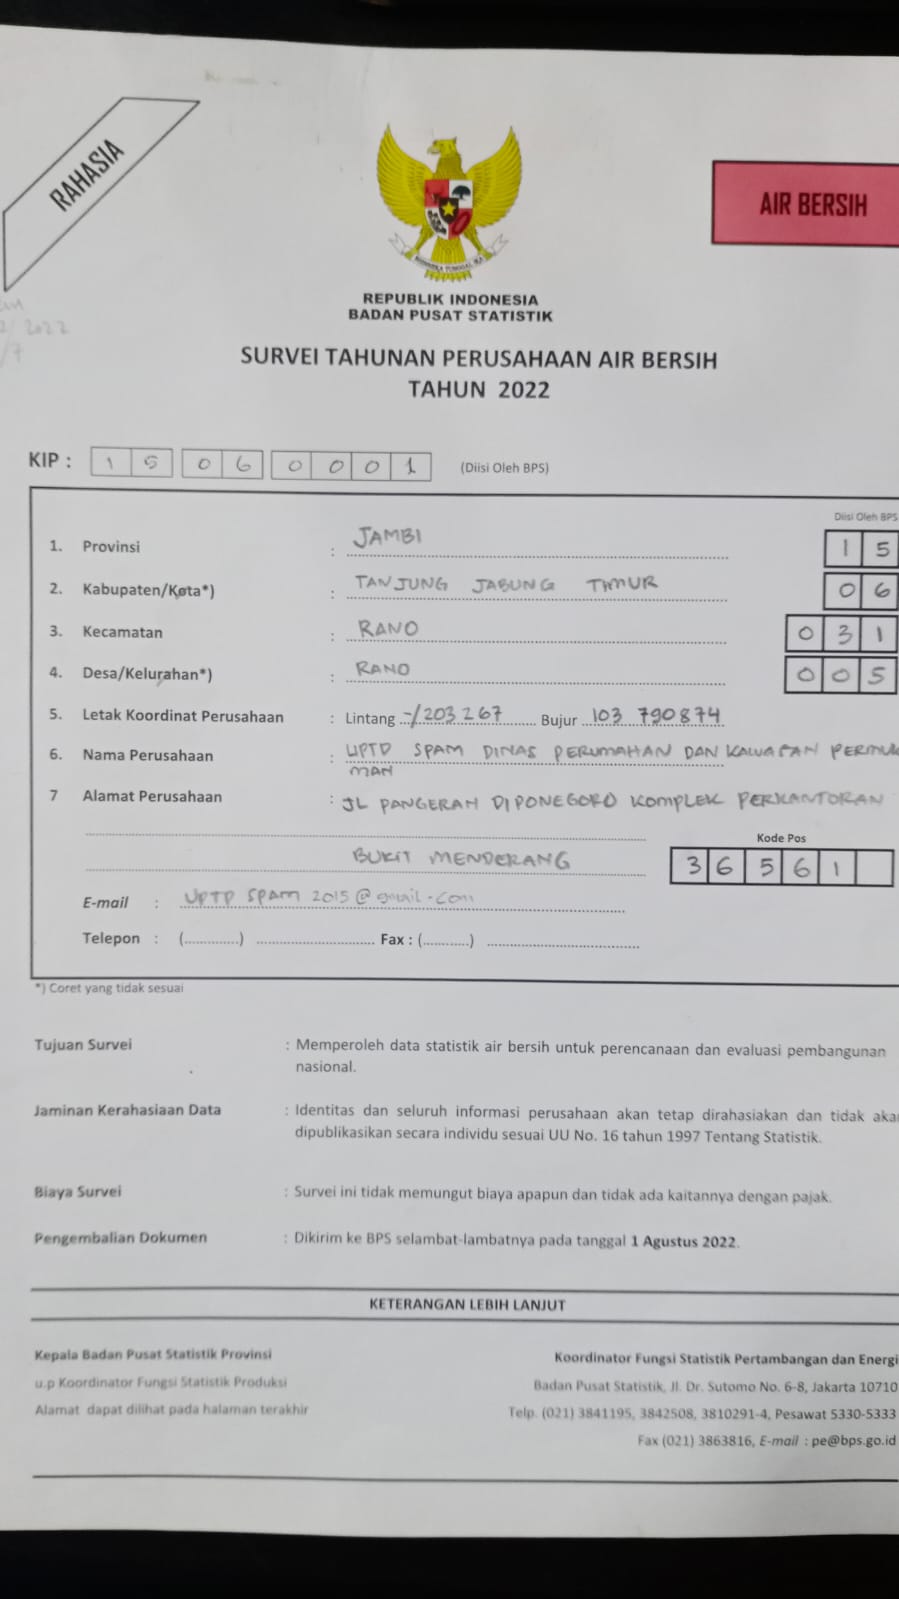 RAHASIA
AIR BERSIH
REPUBLIK INDONESIA
BADAN PUSAT STATISTIK
2022
/7
SURVEI TAHUNAN PERUSAHAAN AIR BERSIH
TAHUN 2022
KIP : 1 5 0 6 0 0 0 1 (Diisi Oleh BPS)
Diisi Oleh BPS
1. Provinsi : JAMBI 1 5
2. Kabupaten/Kota*) : TANJUNG JABUNG TIMUR 0 6
3. Kecamatan : RANO 0 3 1
4. Desa/Kelurahan*) : RANO 0 0 5
5. Letak Koordinat Perusahaan : Lintang -/203267 Bujur 103 790874
6. Nama Perusahaan : UPTD SPAM DINAS PERUMAHAN DAN KAWASAN PERMUK
MAN
7 Alamat Perusahaan : JL PANGERAN DIPONEGORO KOMPLEK PERKANTORAN
Kode Pos
BUKIT MENDERANG 3 6 5 6 1
E-mail : UPTD SPAM 2015@gmail.com
Telepon : (.............) ............................ Fax : (...........) ....................................
*) Coret yang tidak sesuai
Tujuan Survei : Memperoleh data statistik air bersih untuk perencanaan dan evaluasi pembangunan
nasional.
Jaminan Kerahasiaan Data : Identitas dan seluruh informasi perusahaan akan tetap dirahasiakan dan tidak aka
dipublikasikan secara individu sesuai UU No. 16 tahun 1997 Tentang Statistik.
Biaya Survei : Survei ini tidak memungut biaya apapun dan tidak ada kaitannya dengan pajak.
Pengembalian Dokumen : Dikirim ke BPS selambat-lambatnya pada tanggal 1 Agustus 2022.
KETERANGAN LEBIH LANJUT
Kepala Badan Pusat Statistik Provinsi
u.p Koordinator Fungsi Statistik Produksi
Alamat dapat dilihat pada halaman terakhir
Koordinator Fungsi Statistik Pertambangan dan Energi
Badan Pusat Statistik, Jl. Dr. Sutomo No. 6-8, Jakarta 10710
Telp. (021) 3841195, 3842508, 3810291-4, Pesawat 5330-5333
Fax (021) 3863816, E-mail : pe@bps.go.id